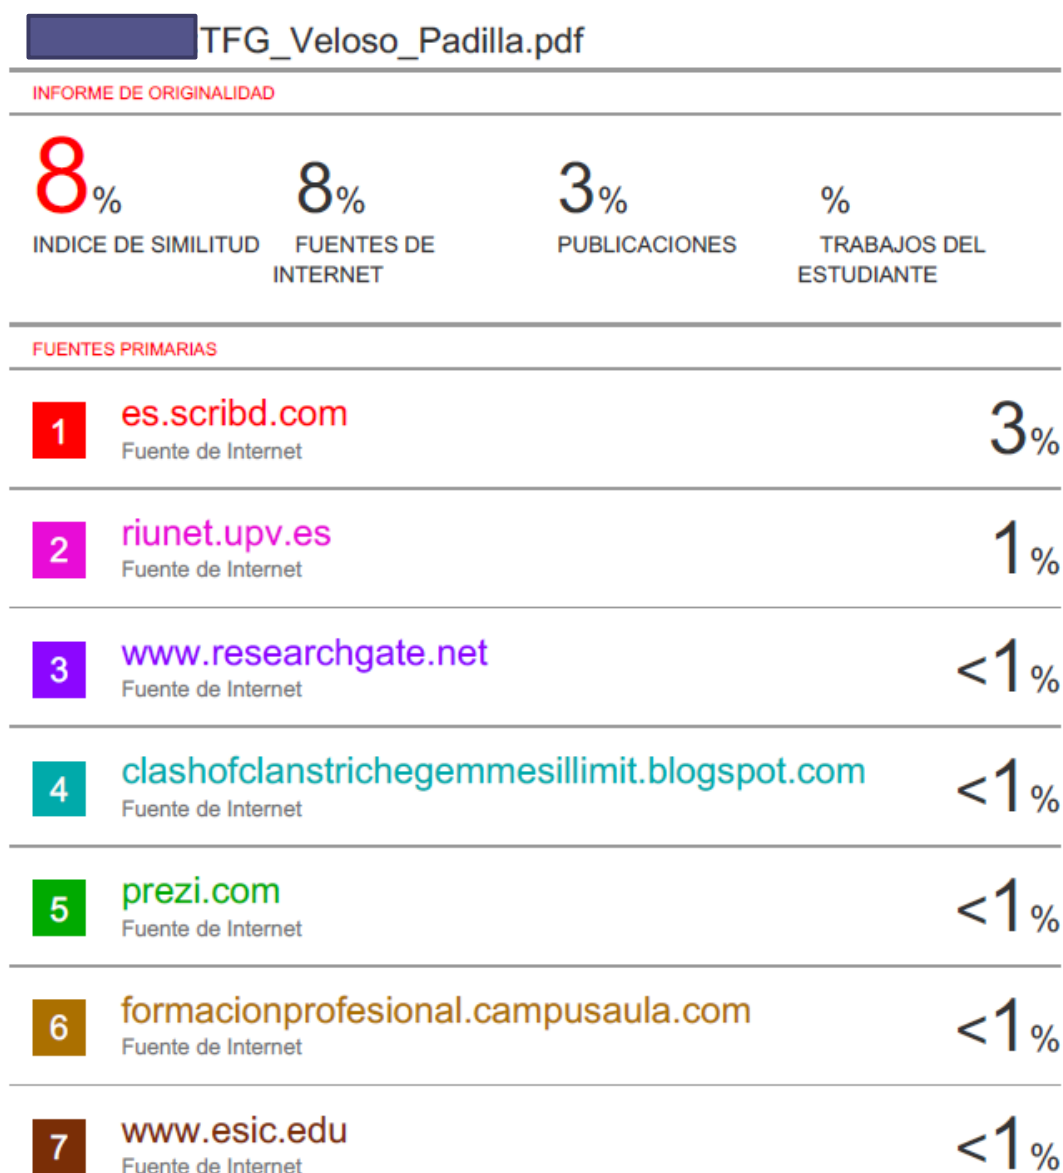 TFG_Veloso_Padilla.pdf
INFORME DE ORIGINALIDAD
8% 8% 3% %
INDICE DE SIMILITUD FUENTES DE INTERNET PUBLICACIONES TRABAJOS DEL ESTUDIANTE
FUENTES PRIMARIAS
1 es.scribd.com 3%
Fuente de Internet
2 riunet.upv.es 1%
Fuente de Internet
3 www.researchgate.net <1%
Fuente de Internet
4 clashofclanstrichegemmesillimit.blogspot.com <1%
Fuente de Internet
5 prezi.com <1%
Fuente de Internet
6 formacionprofesional.campusaula.com <1%
Fuente de Internet
7 www.esic.edu <1%
Fuente de Internet